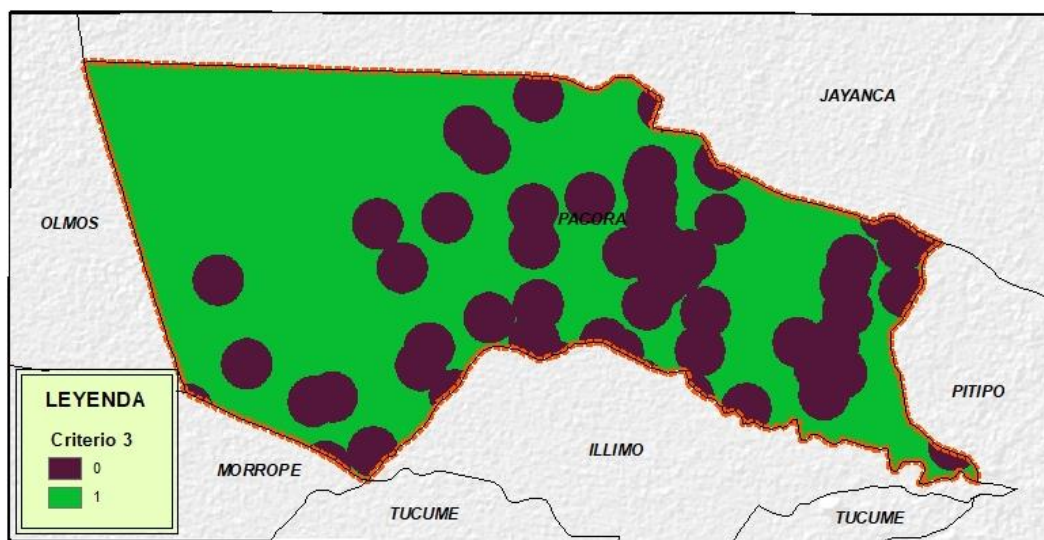 JAYANCA
OLMOS
PACORA
PITIPO
ILLIMO
MORROPE
TUCUME
TUCUME
LEYENDA
Criterio 3
0
1